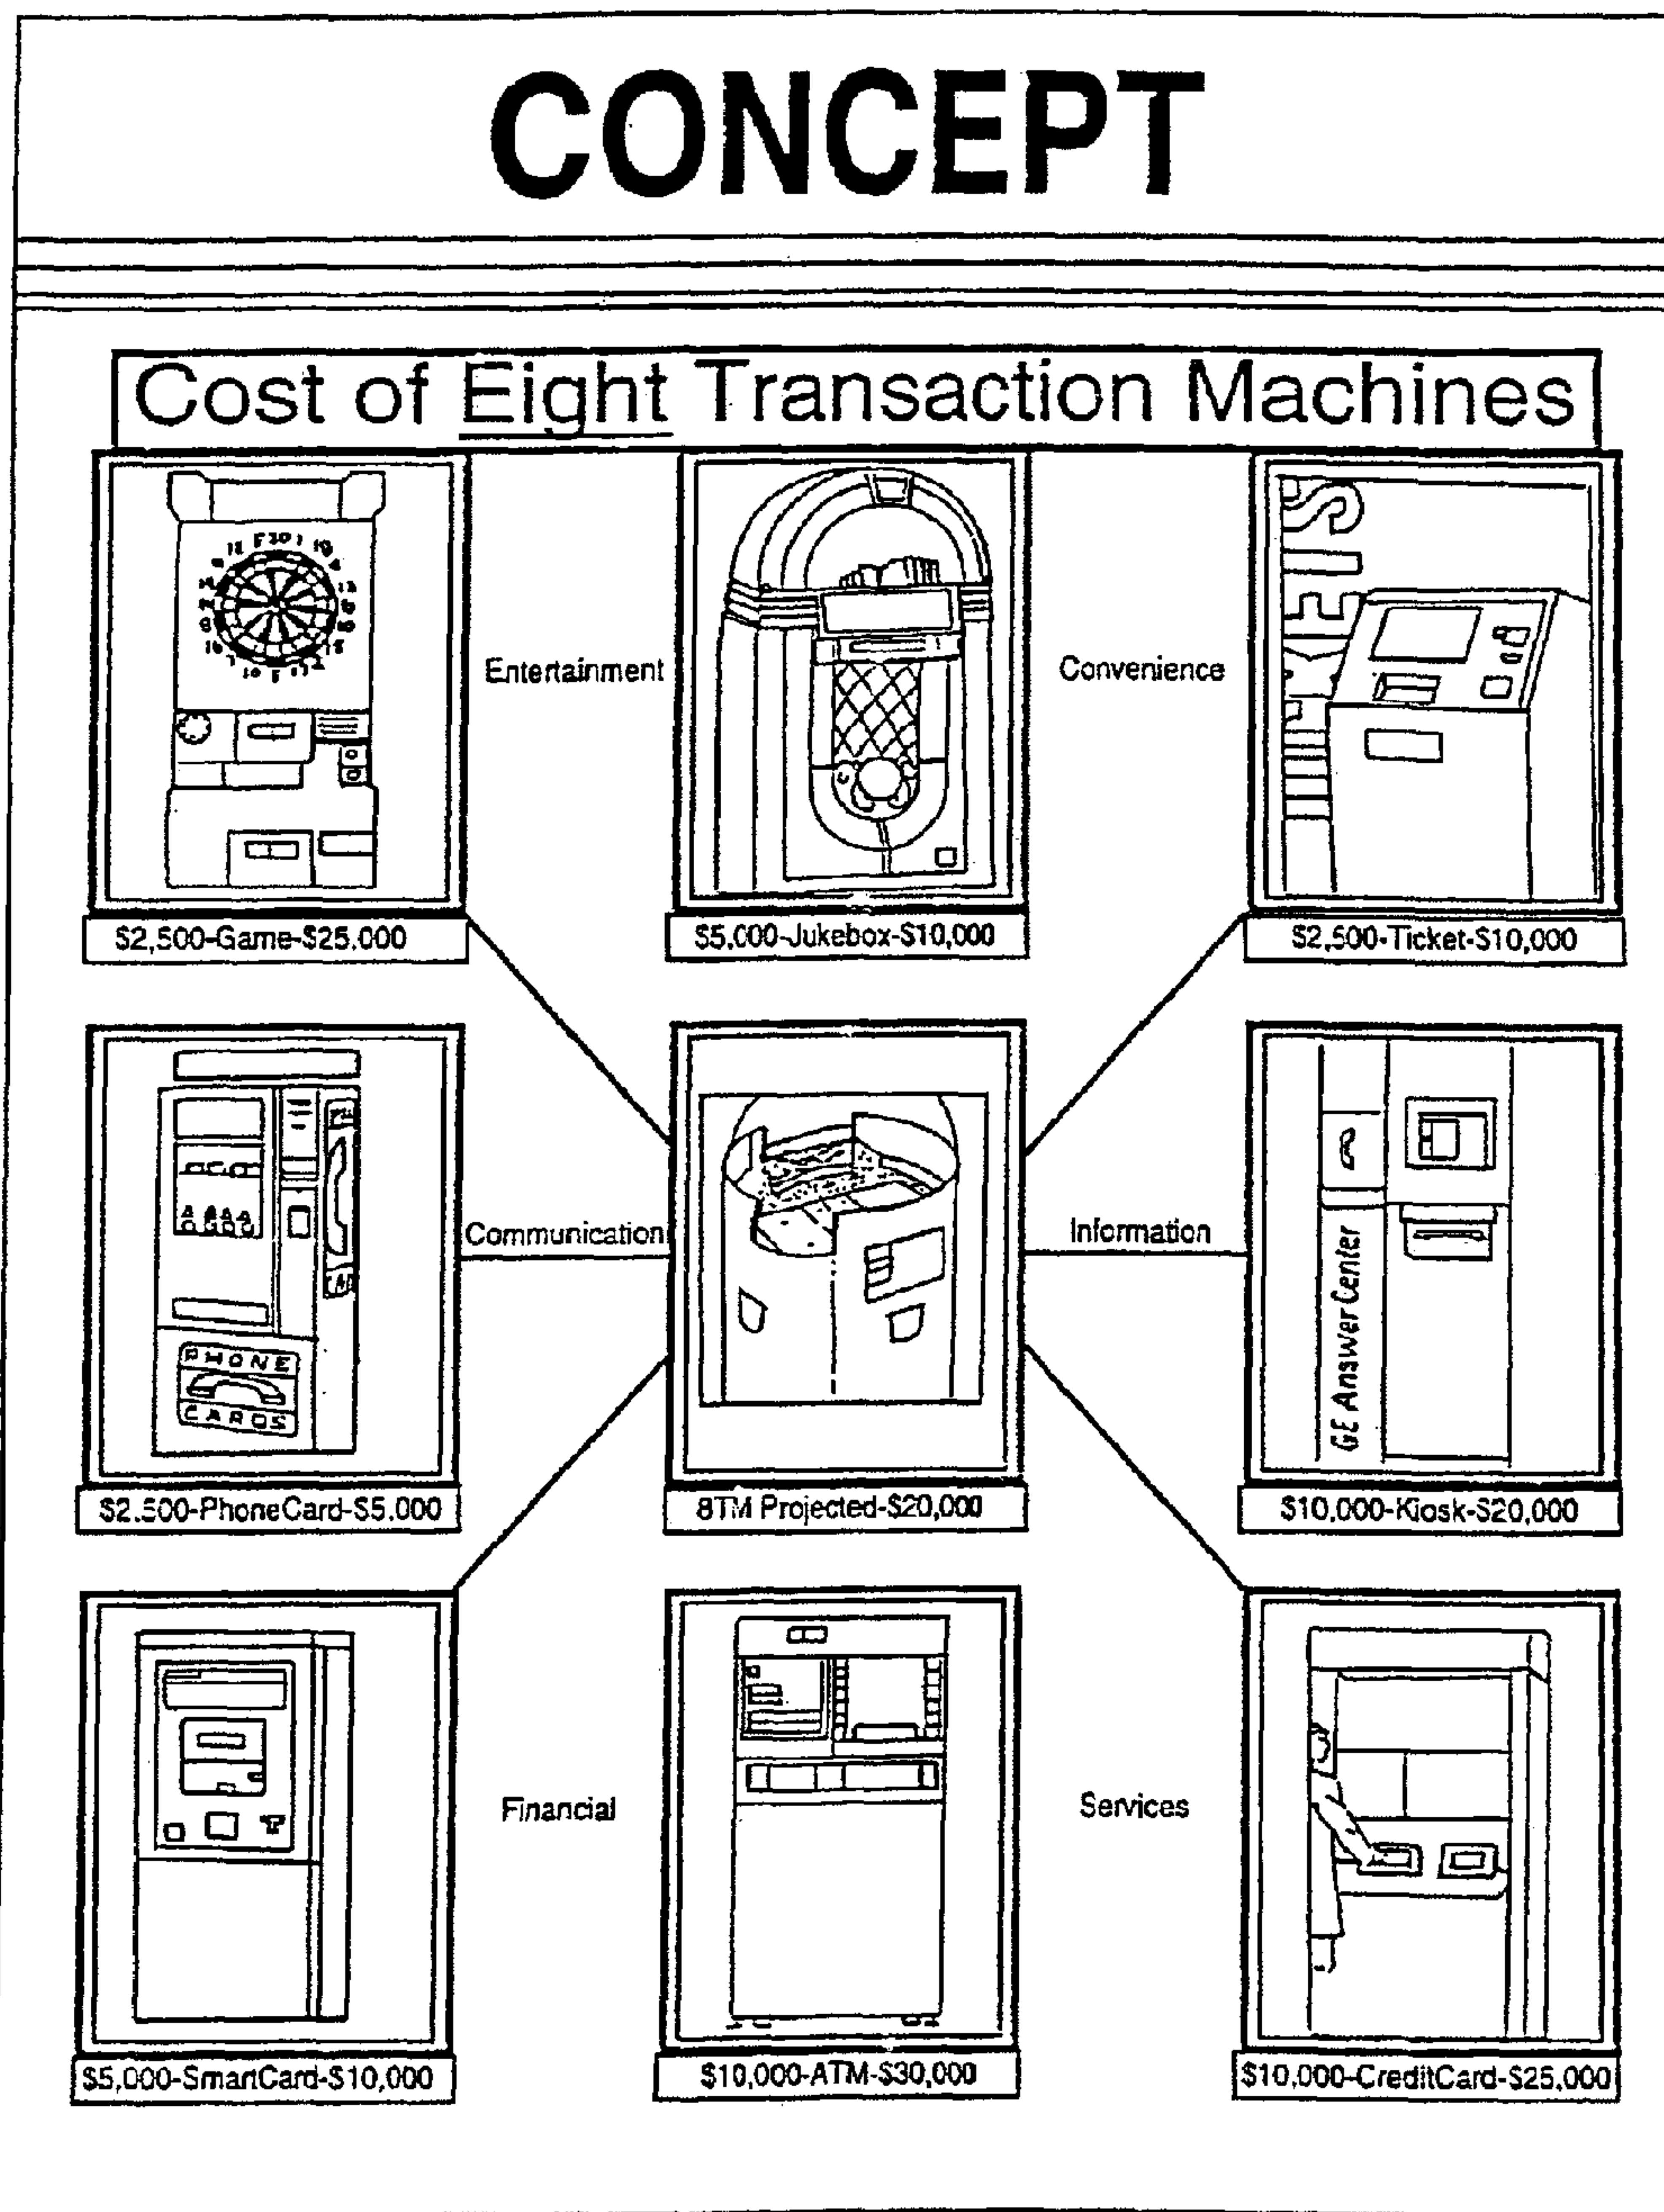 CONCEPT
Cost of Eight Transaction Machines
Entertainment
Convenience
$2,500-Game-$25,000
$5,000-Jukebox-$10,000
$2,500-Ticket-$10,000
Communication
Information
PHONE
CARDS
GE Answer Center
$2,500-PhoneCard-$5,000
8TM Projected-$20,000
$10,000-Kiosk-$20,000
Financial
Services
$5,000-SmartCard-$10,000
$10,000-ATM-$30,000
$10,000-CreditCard-$25,000